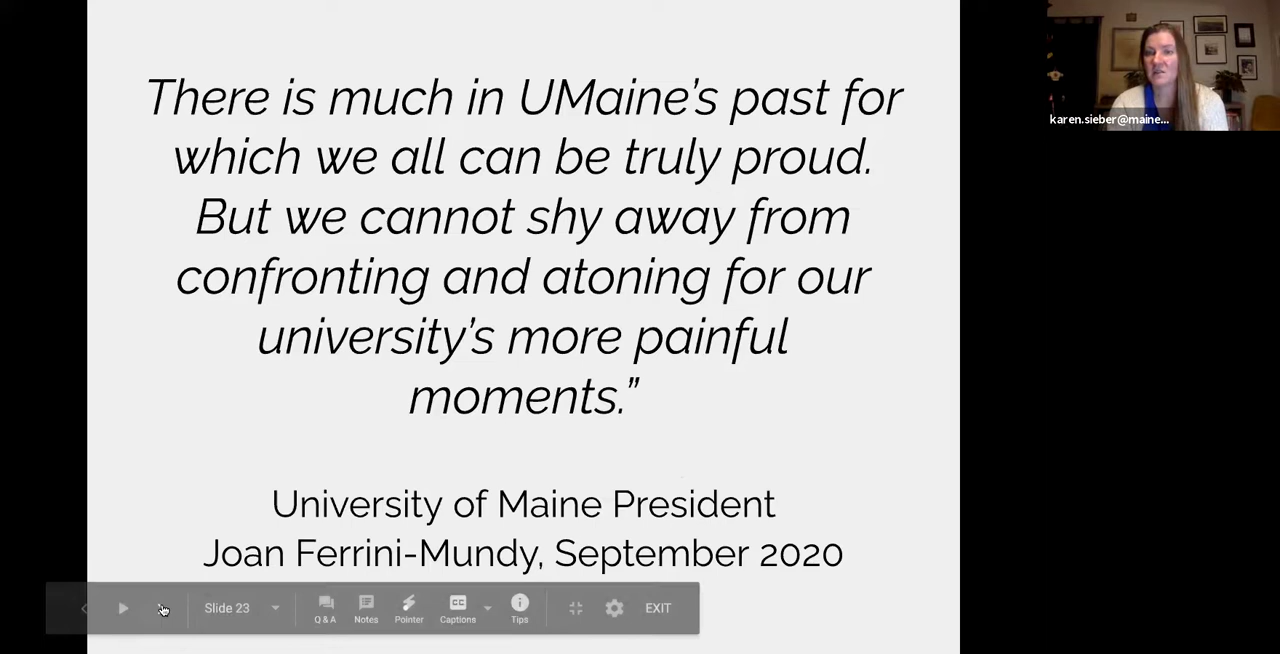 There is much in UMaine’s past for
which we all can be truly proud.
But we cannot shy away from
confronting and atoning for our
university’s more painful
moments.”
University of Maine President
Joan Ferrini-Mundy, September 2020
karen.sieber@maine...
Slide 23
Q & A
Notes
Pointer
CC
Captions
Tips
EXIT